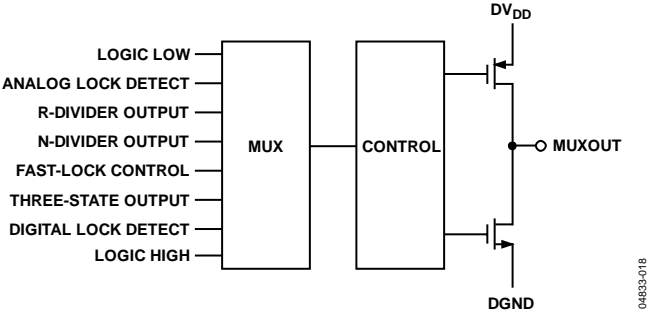 DVDD
LOGIC LOW
ANALOG LOCK DETECT
R-DIVIDER OUTPUT
N-DIVIDER OUTPUT
FAST-LOCK CONTROL
THREE-STATE OUTPUT
DIGITAL LOCK DETECT
LOGIC HIGH
MUX
CONTROL
MUXOUT
DGND
04833-018